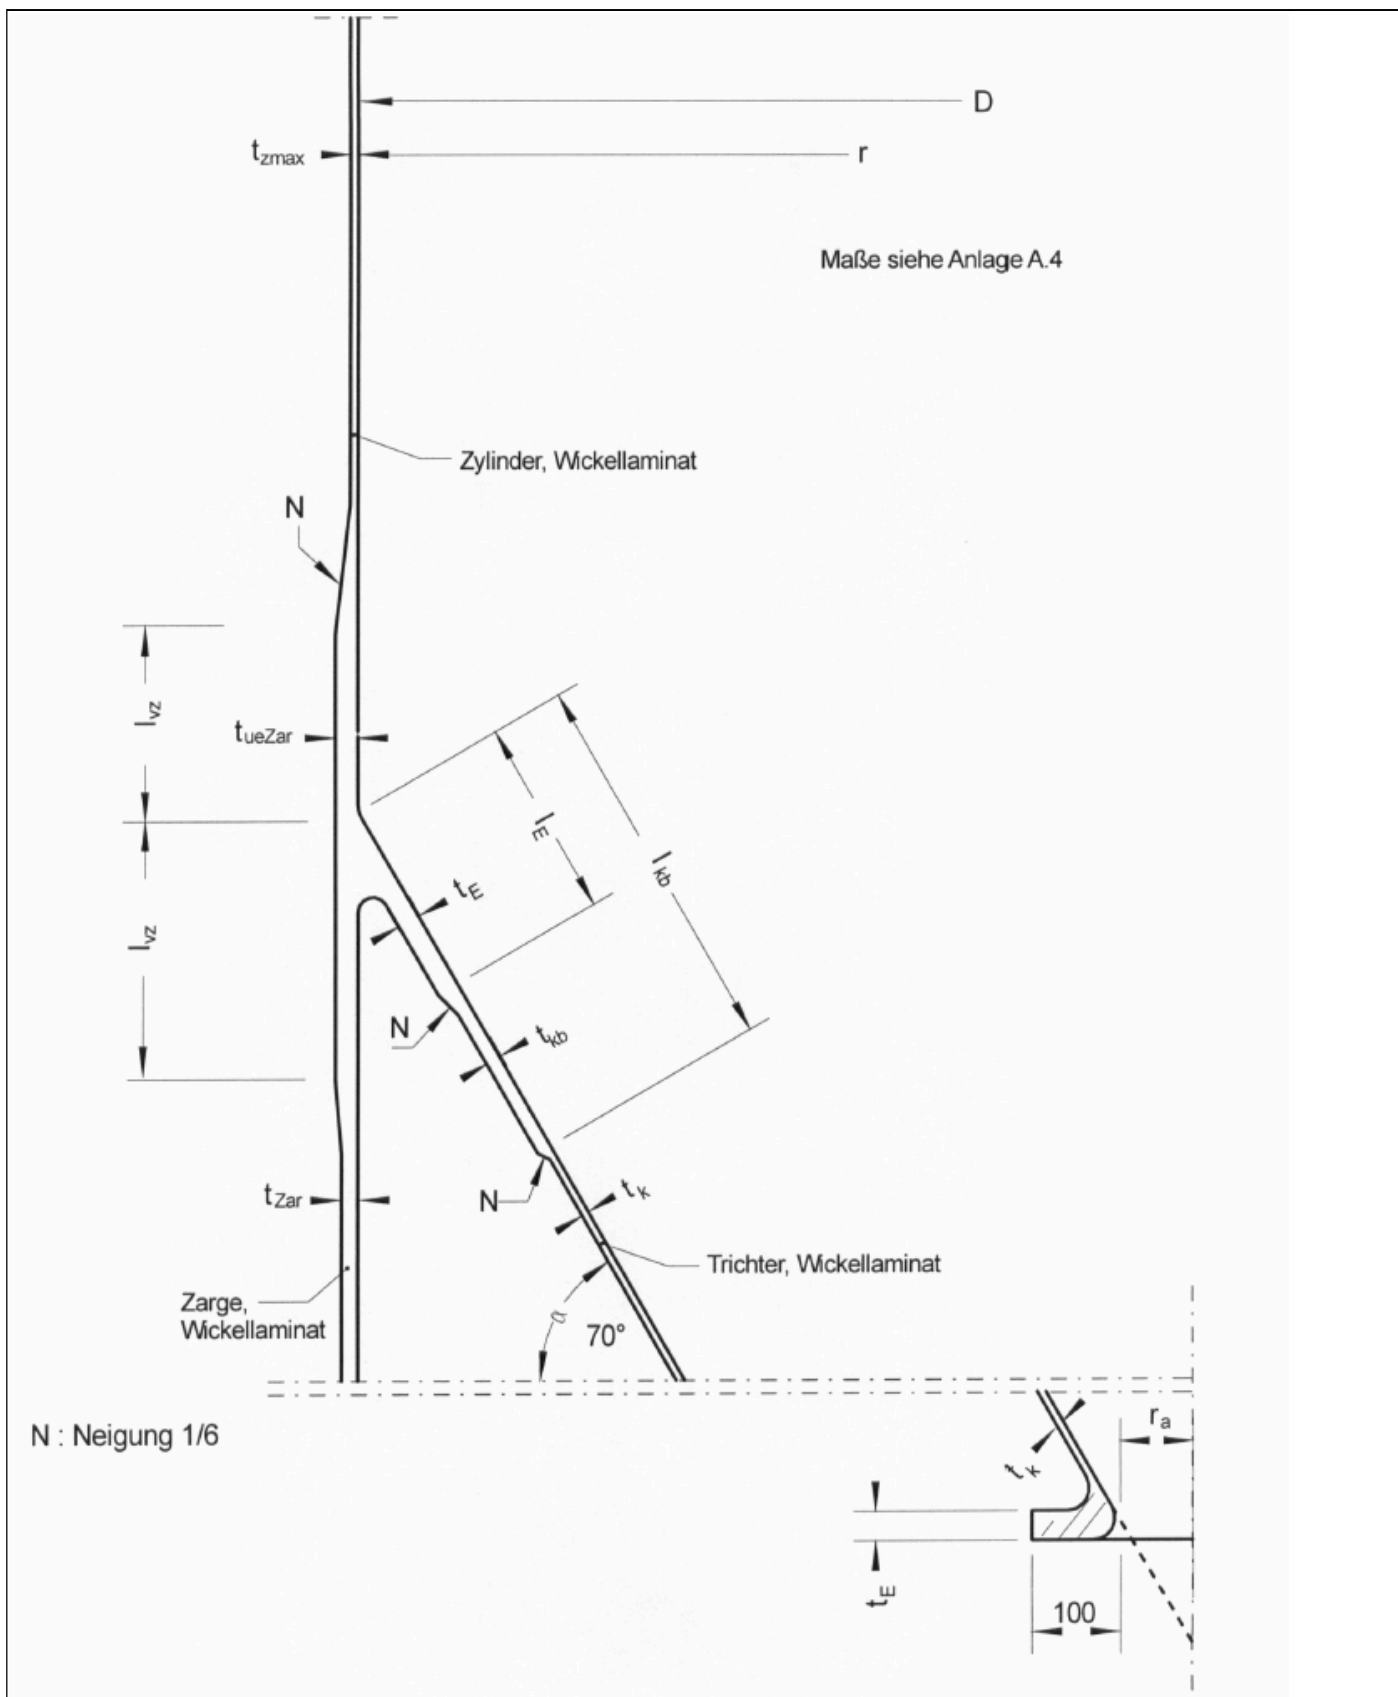 D
tzmax
r
Maße siehe Anlage A.4
Zylinder, Wickellaminat
N
lvz
tueZar
lE
lkb
tE
lvz
N
tkb
N
tk
tZar
Trichter, Wickellaminat
Zarge,
Wickellaminat
α
70°
N : Neigung 1/6
ra
tk
tE
100